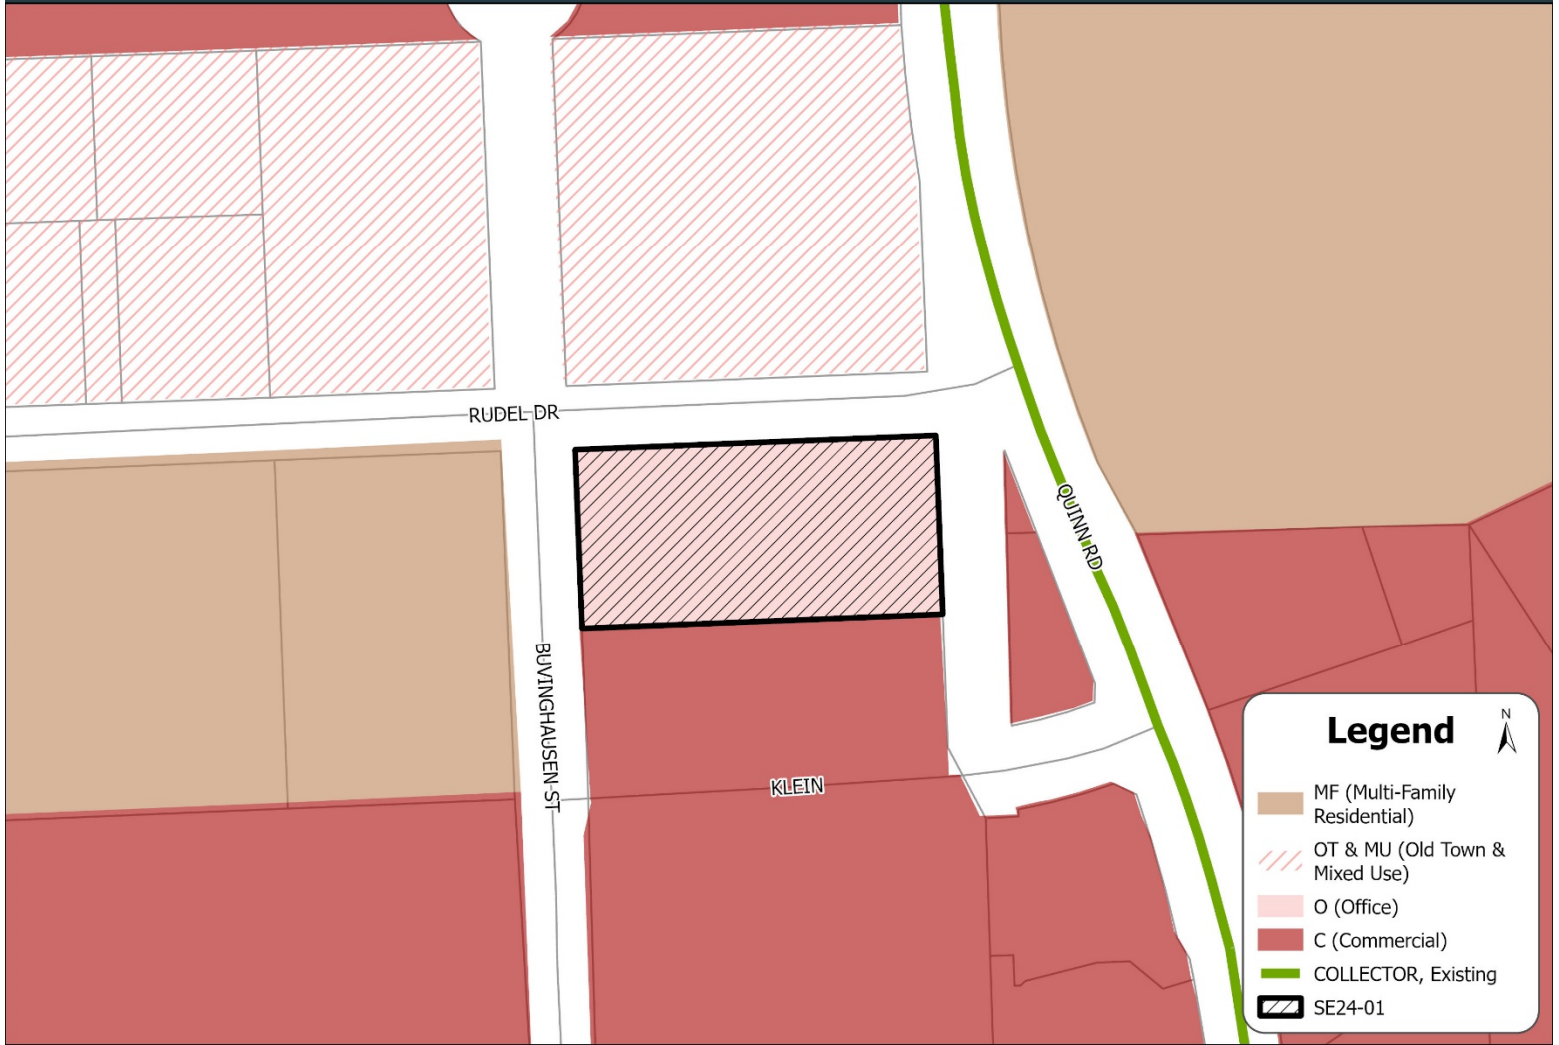 RUDEL DR
QUINN RD
BUVINGHAUSEN ST
KLEIN
Legend
N
MF (Multi-Family
Residential)
OT & MU (Old Town &
Mixed Use)
O (Office)
C (Commercial)
COLLECTOR, Existing
SE24-01